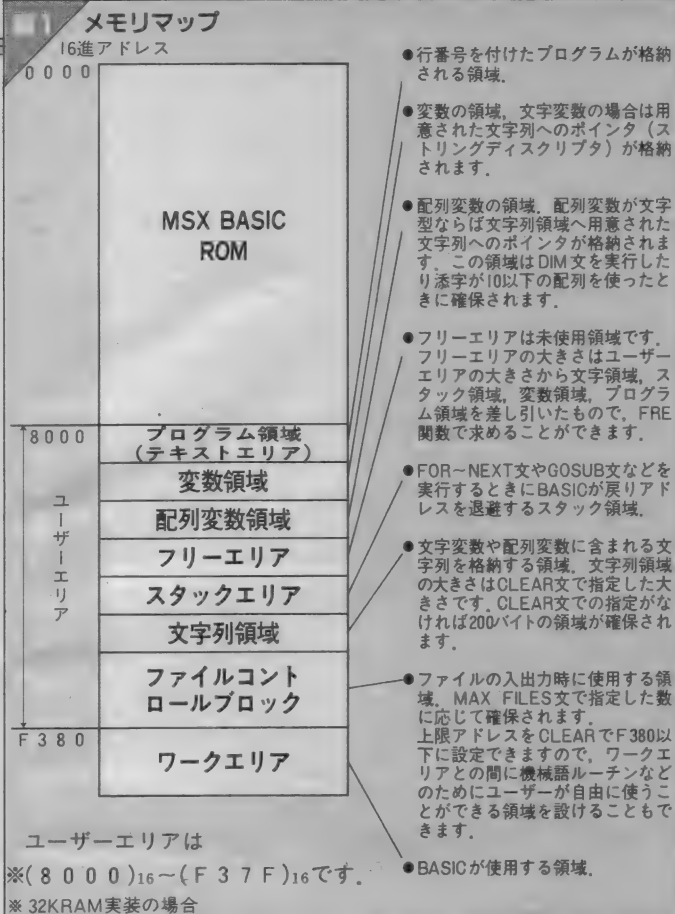 メモリマップ
16進アドレス
0000
MSX BASIC
ROM
8000
プログラム領域
(テキストエリア)
変数領域
配列変数領域
フリーエリア
スタックエリア
文字列領域
ファイルコント
ロールブロック
F380
ワークエリア
ユーザーエリア
ユーザーエリアは
※(8000)16～(F37F)16です.
※32KRAM実装の場合
●行番号を付けたプログラムが格納
される領域.
●変数の領域, 文字変数の場合は用
意された文字列へのポインタ (ス
トリングディスクリプタ) が格納
されます.
●配列変数の領域, 配列変数が文字
型ならば文字列領域へ用意された
文字列へのポインタが格納されま
す. この領域はDIM文を実行した
り添字が10以下の配列を使ったと
きに確保されます.
●フリーエリアは未使用領域です.
フリーエリアの大きさはユーザー
エリアの大きさから文字領域, ス
タック領域, 変数領域, プログラ
ム領域を差し引いたもので, FRE
関数で求めることができます.
●FOR～NEXT文やGOSUB文などを
実行するときにBASICが戻りアド
レスを退避するスタック領域.
●文字変数や配列変数に含まれる文
字列を格納する領域. 文字列領域
の大きさはCLEAR文で指定した大
きさです. CLEAR文での指定がな
ければ200バイトの領域が確保され
ます.
●ファイルの入出力時に使用する領
域. MAX FILES文で指定した数
に応じて確保されます.
上限アドレスをCLEARでF380以
下に設定できますので, ワークエ
リアとの間に機械語ルーチンなど
のためにユーザーが自由に使うこ
とができる領域を設けることもで
きます.
●BASICが使用する領域.